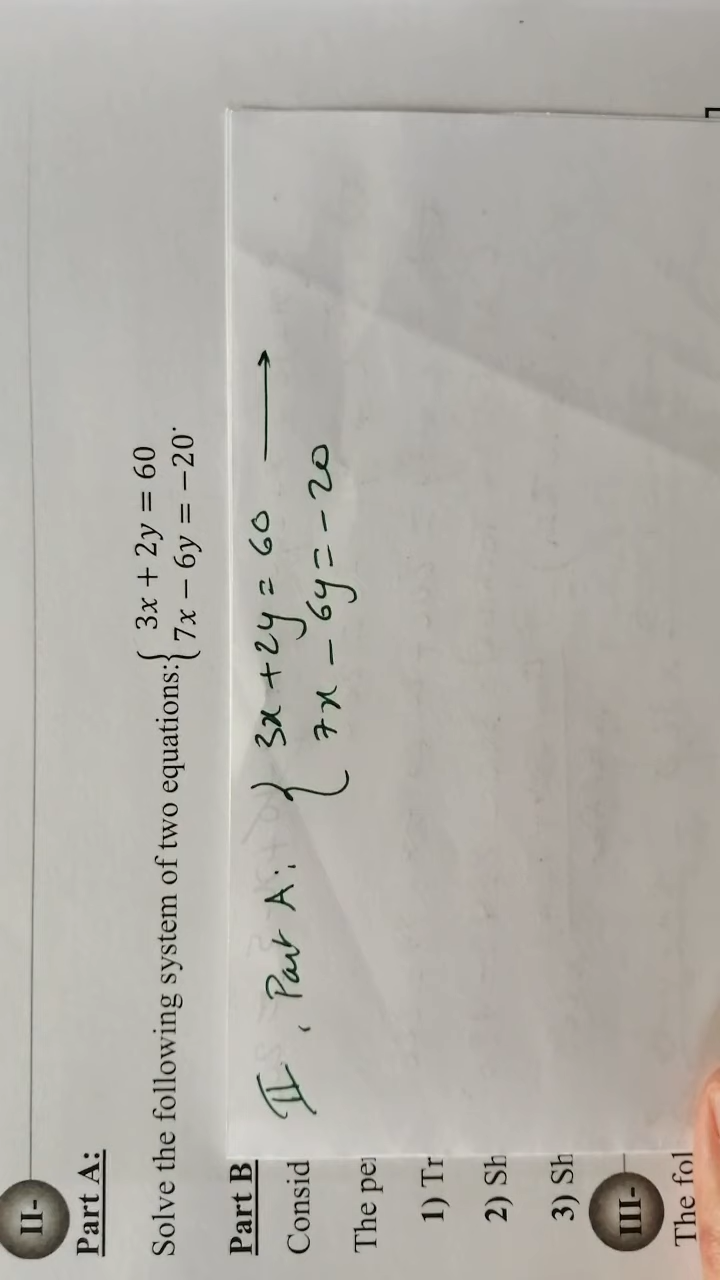 II-
Part A:
Solve the following system of two equations: { 3x + 2y = 60
7x − 6y = −20.
Part B
Consid
II, Part A: { 3x + 2y = 60 →
7x − 6y = −20
The per
1) Tr
2) Sh
3) Sh
III-
The fol